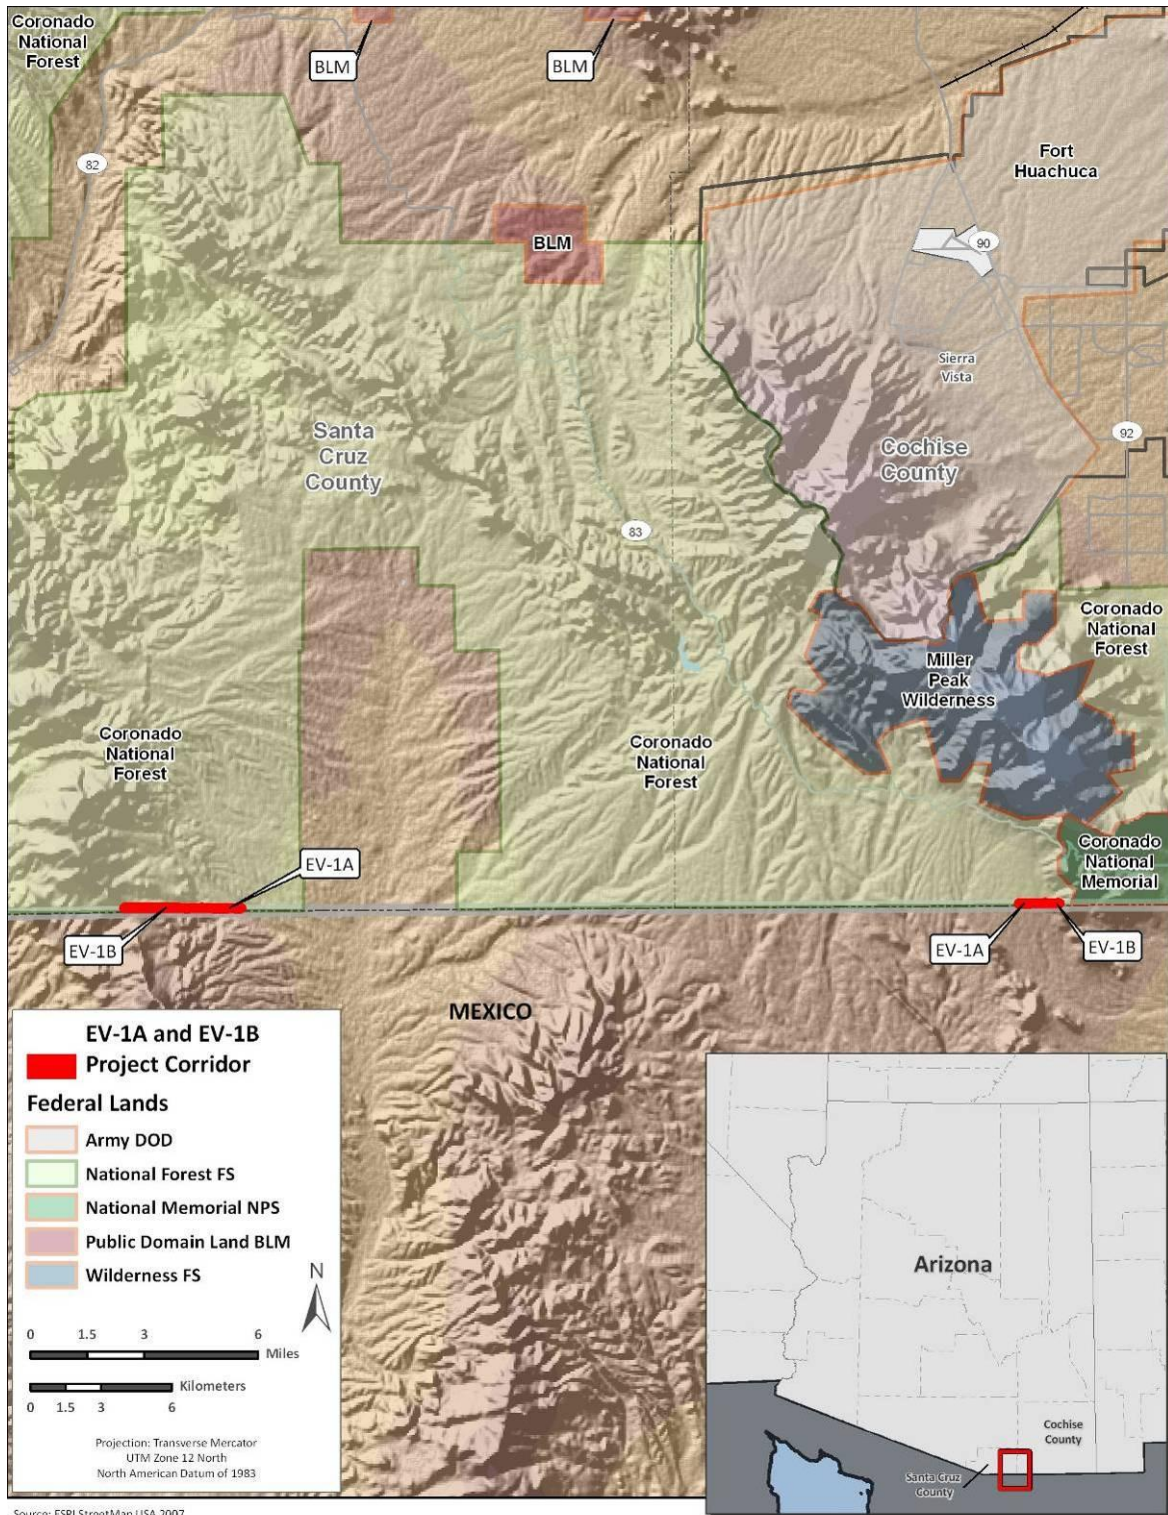 Coronado
National
Forest
BLM
BLM
82
Fort
Huachuca
BLM
90
Sierra
Vista
Santa
Cruz
County
Cochise
County
92
83
Coronado
National
Forest
Miller
Peak
Wilderness
Coronado
National
Forest
Coronado
National
Forest
Coronado
National
Memorial
EV-1A
EV-1B
EV-1A
EV-1B
MEXICO
EV-1A and EV-1B
Project Corridor
Federal Lands
Army DOD
National Forest FS
National Memorial NPS
Public Domain Land BLM
Wilderness FS
N
0 1.5 3 6
Miles
Kilometers
0 1.5 3 6
Projection: Transverse Mercator
UTM Zone 12 North
North American Datum of 1983
Arizona
Cochise
County
Santa Cruz
County
Source: ESRI StreetMap USA 2007